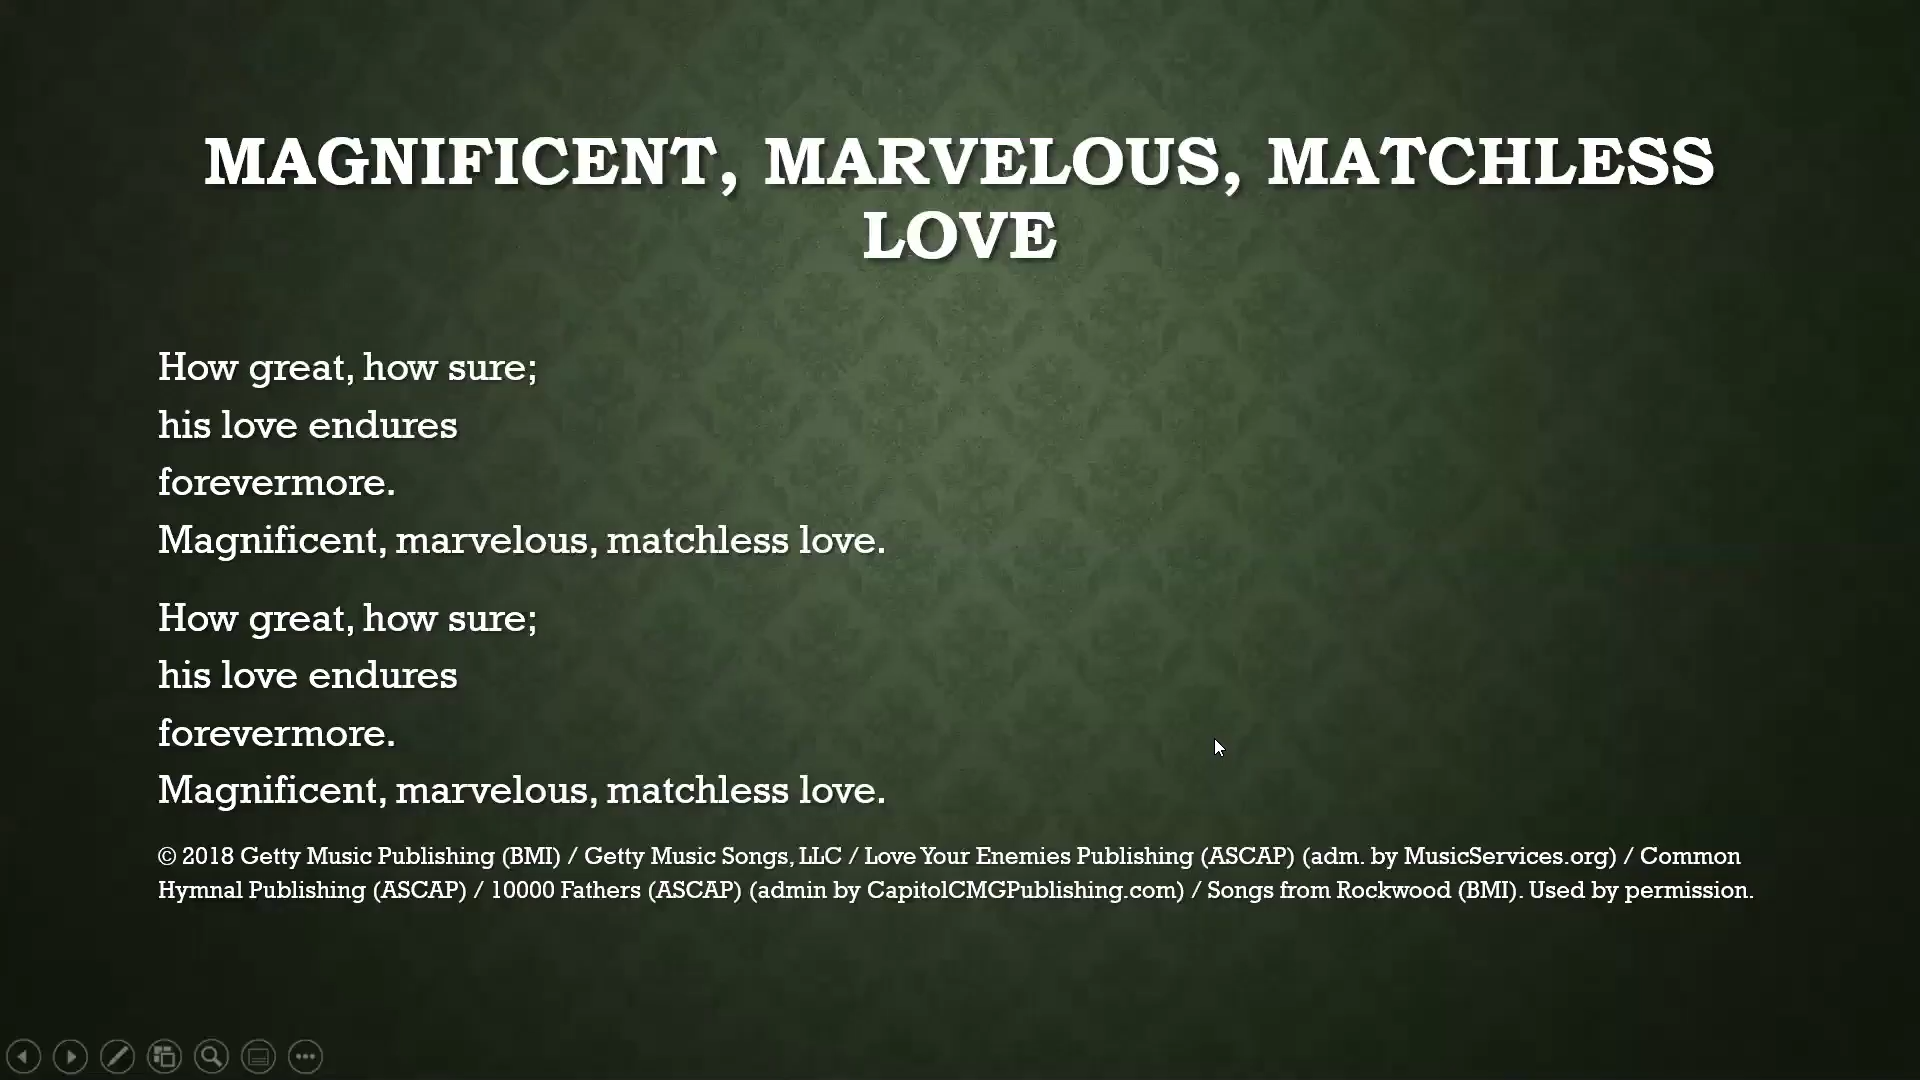 MAGNIFICENT, MARVELOUS, MATCHLESS
LOVE
How great, how sure;
his love endures
forevermore.
Magnificent, marvelous, matchless love.
How great, how sure;
his love endures
forevermore.
Magnificent, marvelous, matchless love.
© 2018 Getty Music Publishing (BMI) / Getty Music Songs, LLC / Love Your Enemies Publishing (ASCAP) (adm. by MusicServices.org) / Common
Hymnal Publishing (ASCAP) / 10000 Fathers (ASCAP) (admin by CapitolCMGPublishing.com) / Songs from Rockwood (BMI). Used by permission.